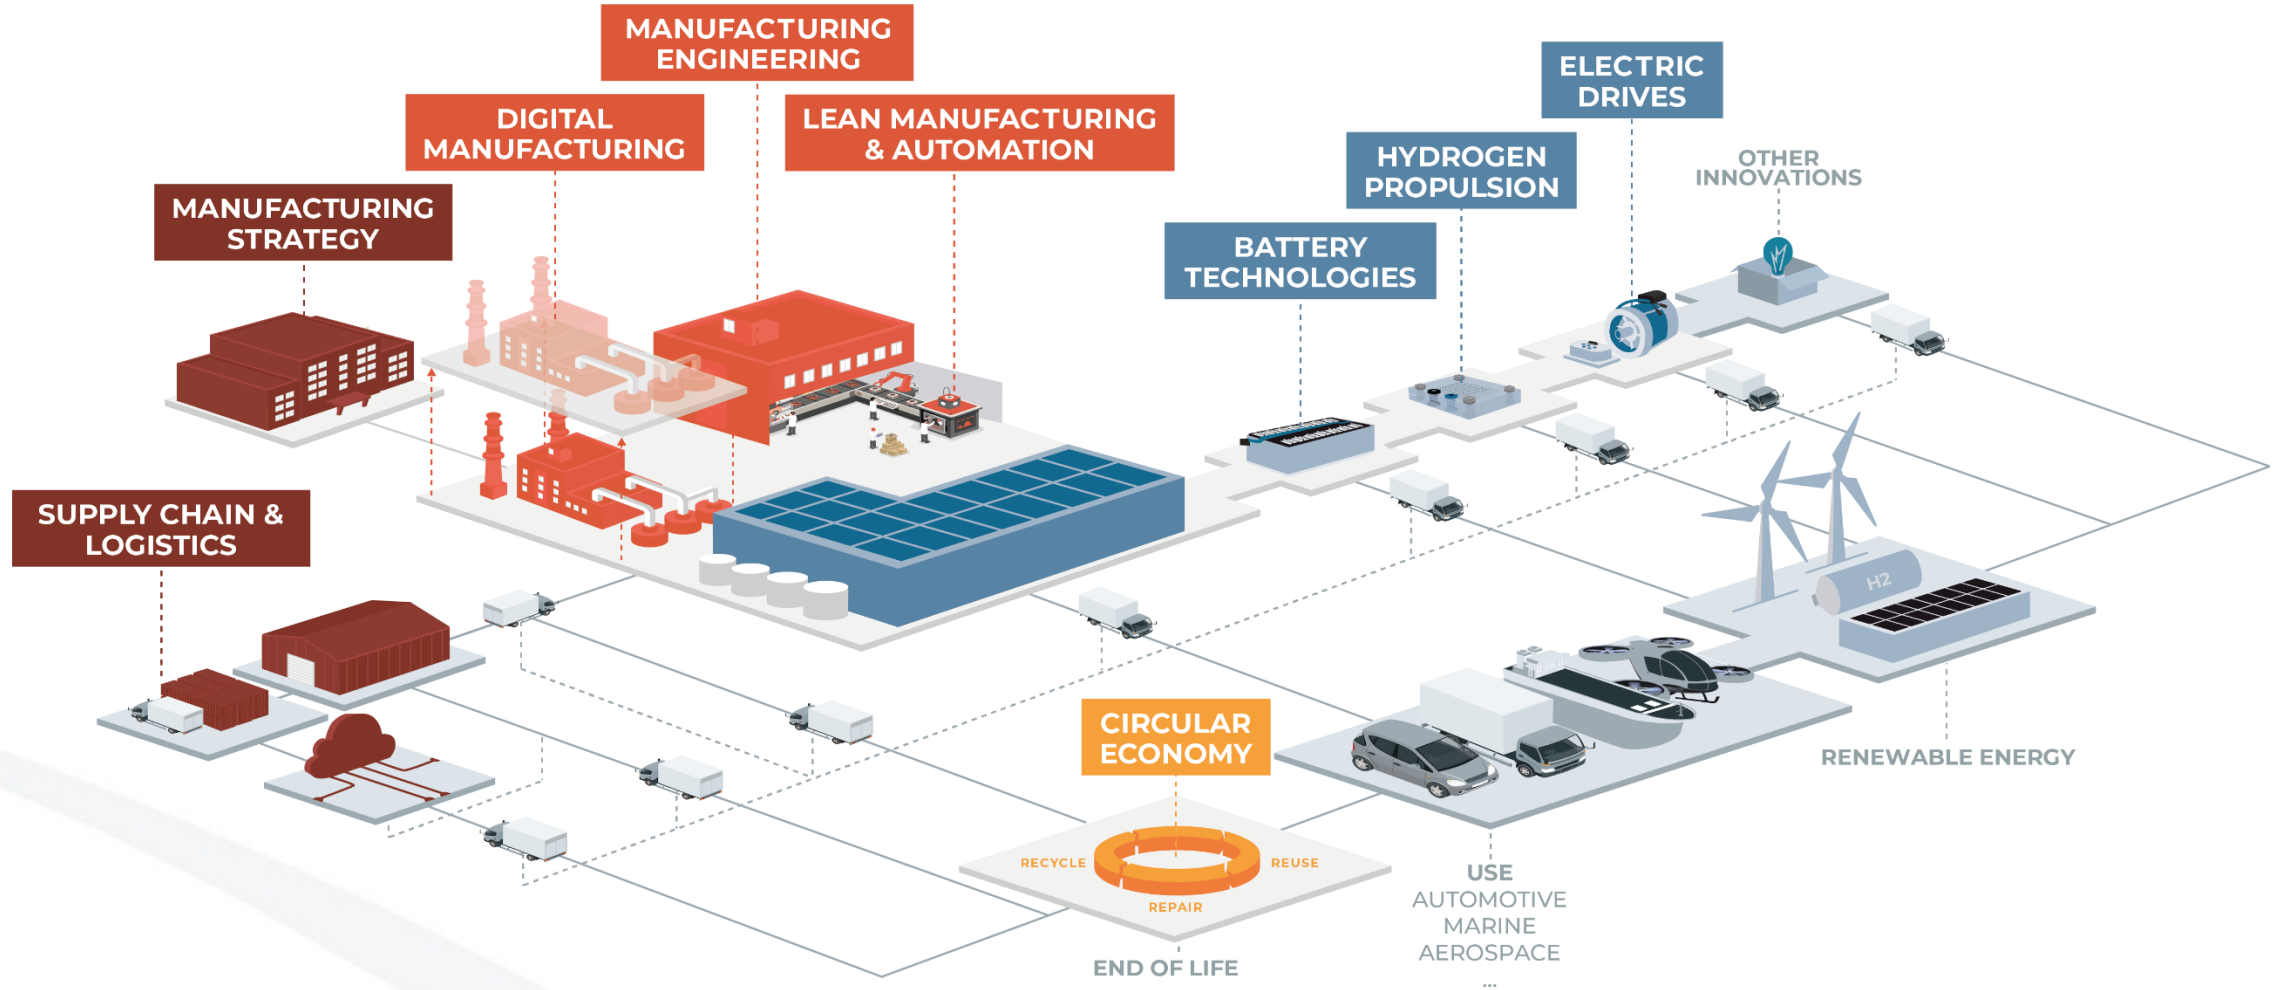 MANUFACTURING
ENGINEERING
DIGITAL
MANUFACTURING
LEAN MANUFACTURING
& AUTOMATION
MANUFACTURING
STRATEGY
SUPPLY CHAIN &
LOGISTICS
ELECTRIC
DRIVES
HYDROGEN
PROPULSION
BATTERY
TECHNOLOGIES
OTHER
INNOVATIONS
H2
RENEWABLE ENERGY
CIRCULAR
ECONOMY
RECYCLE
REUSE
REPAIR
END OF LIFE
USE
AUTOMOTIVE
MARINE
AEROSPACE
...